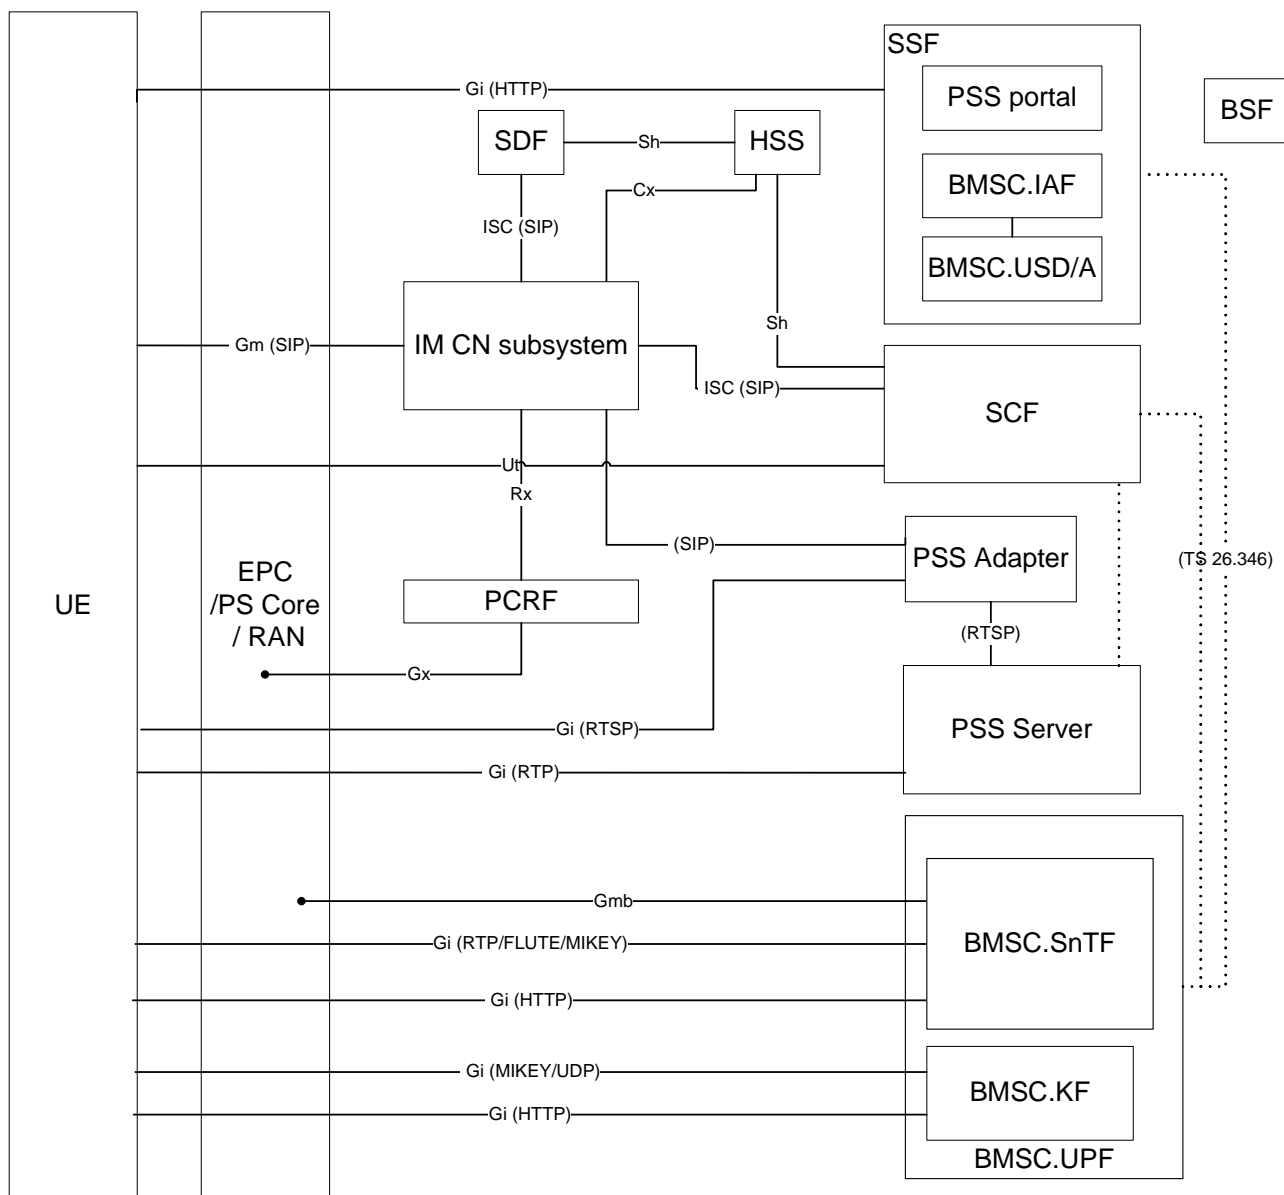 SSF
PSS portal
BSF
Gi (HTTP)
SDF
Sh
HSS
BMSC.IAF
Cx
ISC (SIP)
BMSC.USD/A
Sh
Gm (SIP)
IM CN subsystem
ISC (SIP)
SCF
Ut
Rx
(SIP)
PSS Adapter
(TS 26.346)
EPC
/PS Core
/ RAN
UE
PCRF
(RTSP)
Gx
Gi (RTSP)
PSS Server
Gi (RTP)
Gmb
Gi (RTP/FLUTE/MIKEY)
BMSC.SnTF
Gi (HTTP)
Gi (MIKEY/UDP)
BMSC.KF
Gi (HTTP)
BMSC.UPF